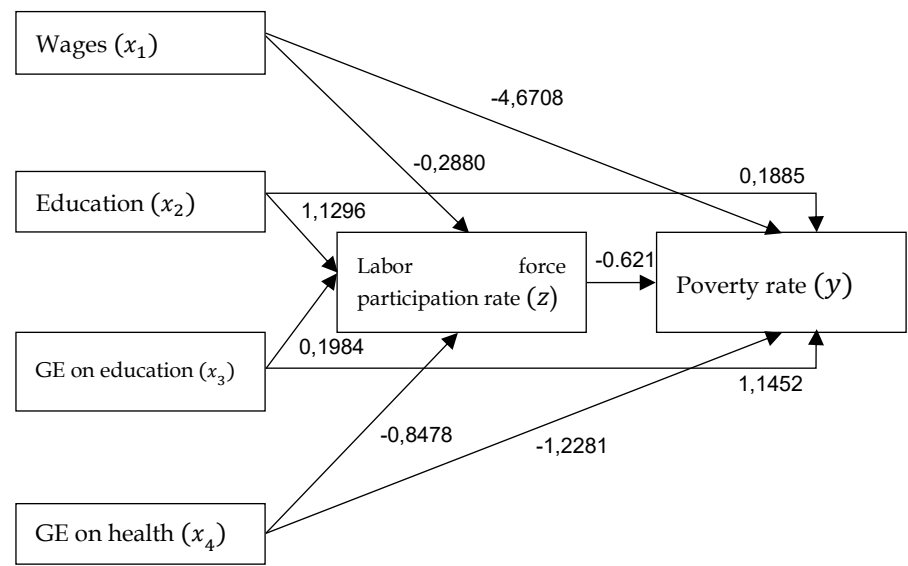 Wages (x₁)
-4,6708
-0,2880
Education (x₂)
0,1885
1,1296
Labor force
participation rate (z)
-0.621
Poverty rate (y)
GE on education (x₃)
0,1984
1,1452
-0,8478
-1,2281
GE on health (x₄)